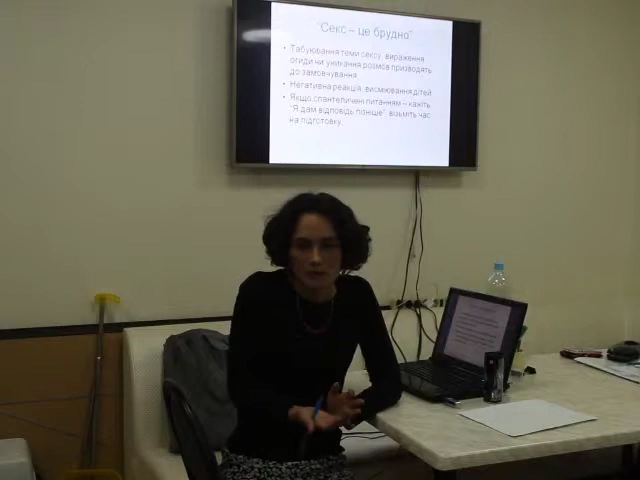 "Секс – це брудно"
• Табуювання теми сексу, вираження
огиди чи уникання розмов призводять
до замовчування
• Негативна реакція, висміювання дітей
• Якщо спантеличені питанням – кажіть
"Я дам відповідь пізніше", візьміть час
на підготовку.